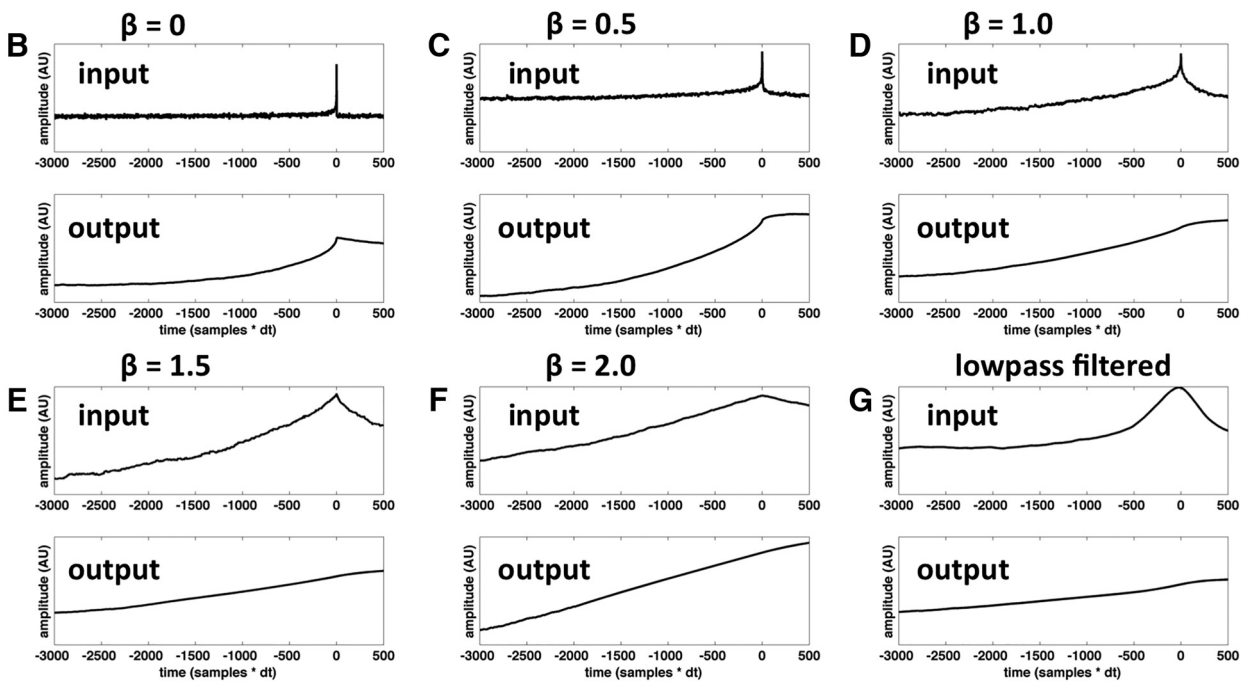 B
β = 0
input
amplitude (AU)
-3000 -2500 -2000 -1500 -1000 -500 0 500
output
amplitude (AU)
-3000 -2500 -2000 -1500 -1000 -500 0 500
time (samples * dt)
C
β = 0.5
input
amplitude (AU)
-3000 -2500 -2000 -1500 -1000 -500 0 500
output
amplitude (AU)
-3000 -2500 -2000 -1500 -1000 -500 0 500
time (samples * dt)
D
β = 1.0
input
amplitude (AU)
-3000 -2500 -2000 -1500 -1000 -500 0 500
output
amplitude (AU)
-3000 -2500 -2000 -1500 -1000 -500 0 500
time (samples * dt)
E
β = 1.5
input
amplitude (AU)
-3000 -2500 -2000 -1500 -1000 -500 0 500
output
amplitude (AU)
-3000 -2500 -2000 -1500 -1000 -500 0 500
time (samples * dt)
F
β = 2.0
input
amplitude (AU)
-3000 -2500 -2000 -1500 -1000 -500 0 500
output
amplitude (AU)
-3000 -2500 -2000 -1500 -1000 -500 0 500
time (samples * dt)
G
lowpass filtered
input
amplitude (AU)
-3000 -2500 -2000 -1500 -1000 -500 0 500
output
amplitude (AU)
-3000 -2500 -2000 -1500 -1000 -500 0 500
time (samples * dt)